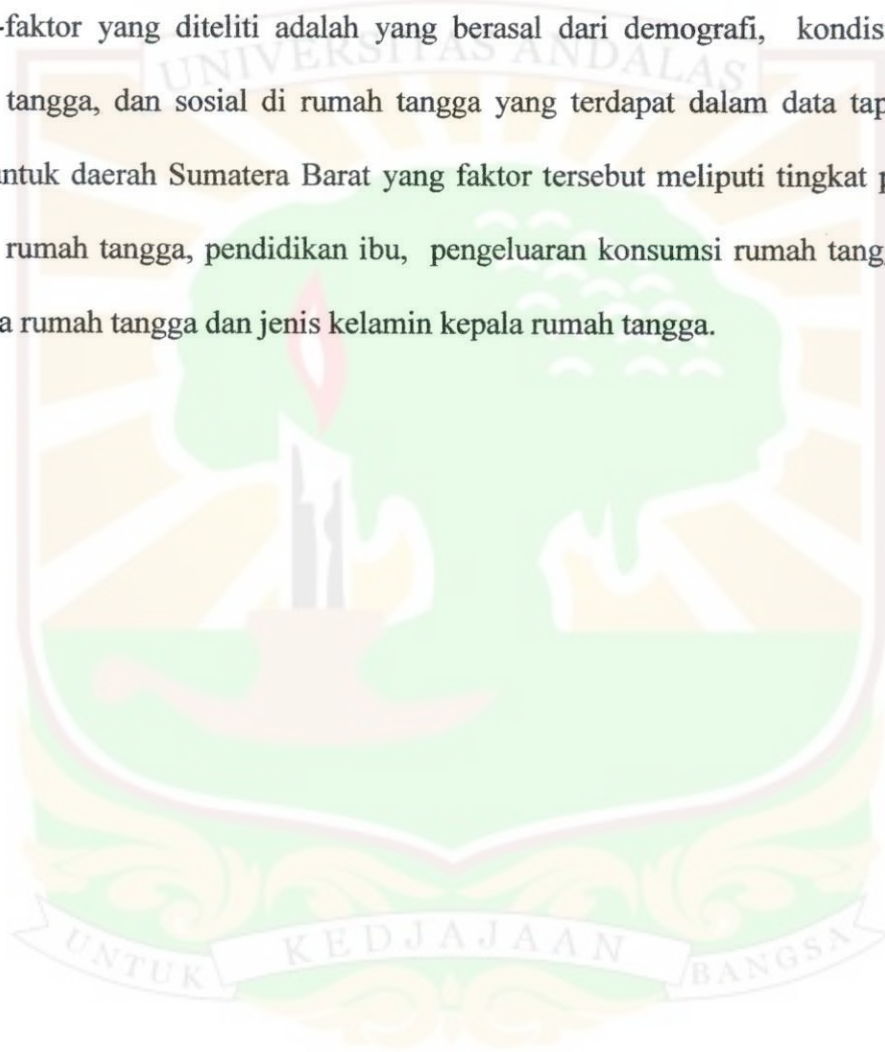 -faktor yang diteliti adalah yang berasal dari demografi, kondis
UNIVERSITAS ANDALAS
tangga, dan sosial di rumah tangga yang terdapat dalam data tap
ntuk daerah Sumatera Barat yang faktor tersebut meliputi tingkat p
rumah tangga, pendidikan ibu, pengeluaran konsumsi rumah tang
a rumah tangga dan jenis kelamin kepala rumah tangga.
UNTUK KEDJAJAAN BANGSA